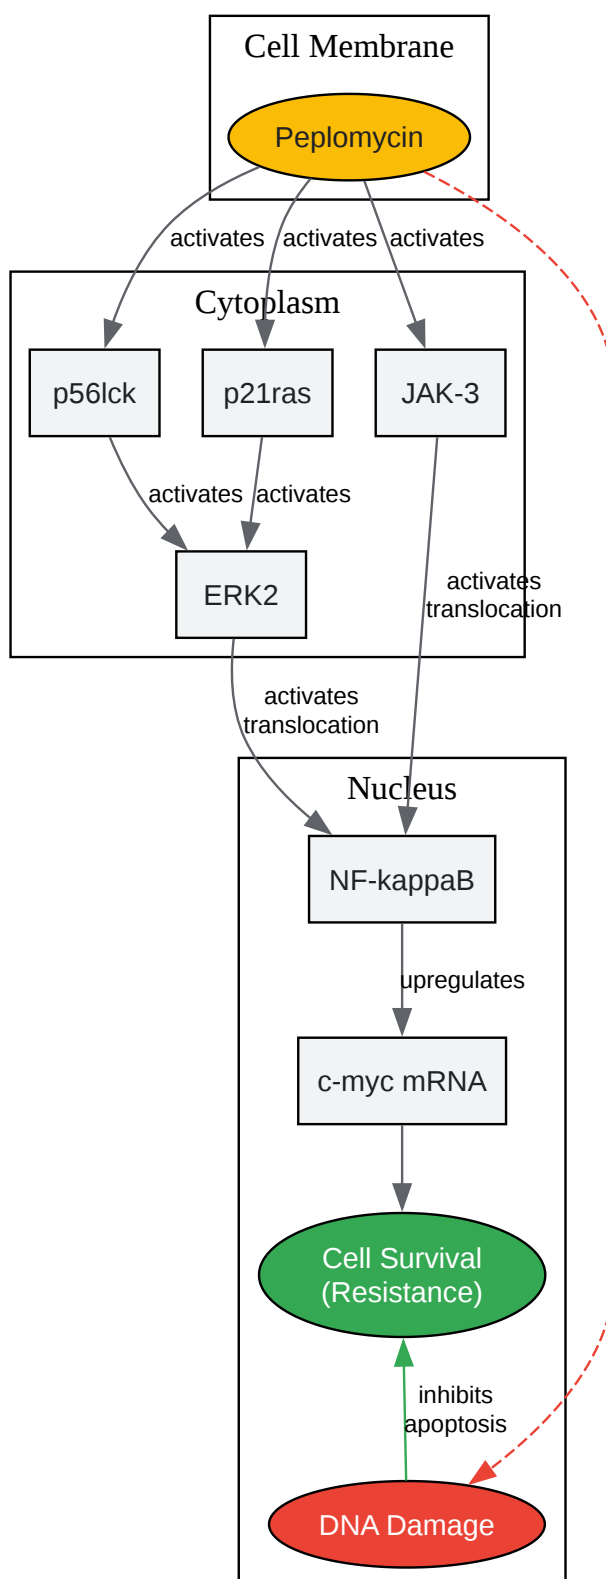 Cell Membrane
Peplomycin
activates
activates
activates
Cytoplasm
p56lck
p21ras
JAK-3
activates
activates
ERK2
activates
translocation
activates
translocation
Nucleus
NF-kappaB
upregulates
c-myc mRNA
Cell Survival
(Resistance)
inhibits
apoptosis
DNA Damage